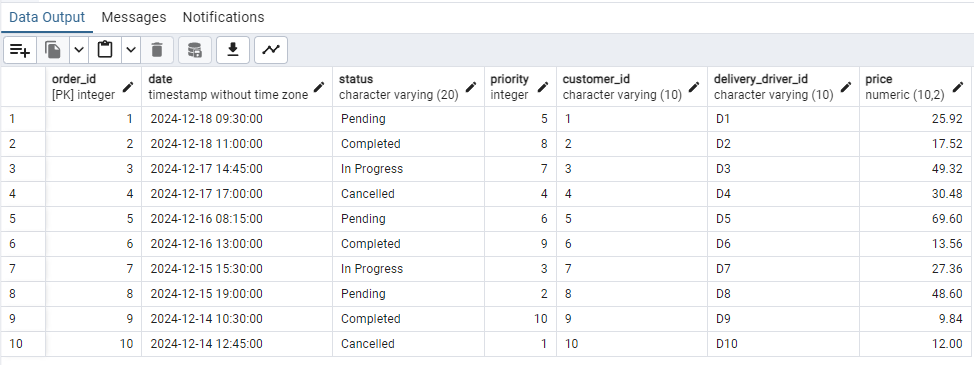 Data Output Messages Notifications
order_id date status priority customer_id delivery_driver_id price
[PK] integer timestamp without time zone character varying (20) integer character varying (10) character varying (10) numeric (10,2)
1 1 2024-12-18 09:30:00 Pending 5 1 D1 25.92
2 2 2024-12-18 11:00:00 Completed 8 2 D2 17.52
3 3 2024-12-17 14:45:00 In Progress 7 3 D3 49.32
4 4 2024-12-17 17:00:00 Cancelled 4 4 D4 30.48
5 5 2024-12-16 08:15:00 Pending 6 5 D5 69.60
6 6 2024-12-16 13:00:00 Completed 9 6 D6 13.56
7 7 2024-12-15 15:30:00 In Progress 3 7 D7 27.36
8 8 2024-12-15 19:00:00 Pending 2 8 D8 48.60
9 9 2024-12-14 10:30:00 Completed 10 9 D9 9.84
10 10 2024-12-14 12:45:00 Cancelled 1 10 D10 12.00